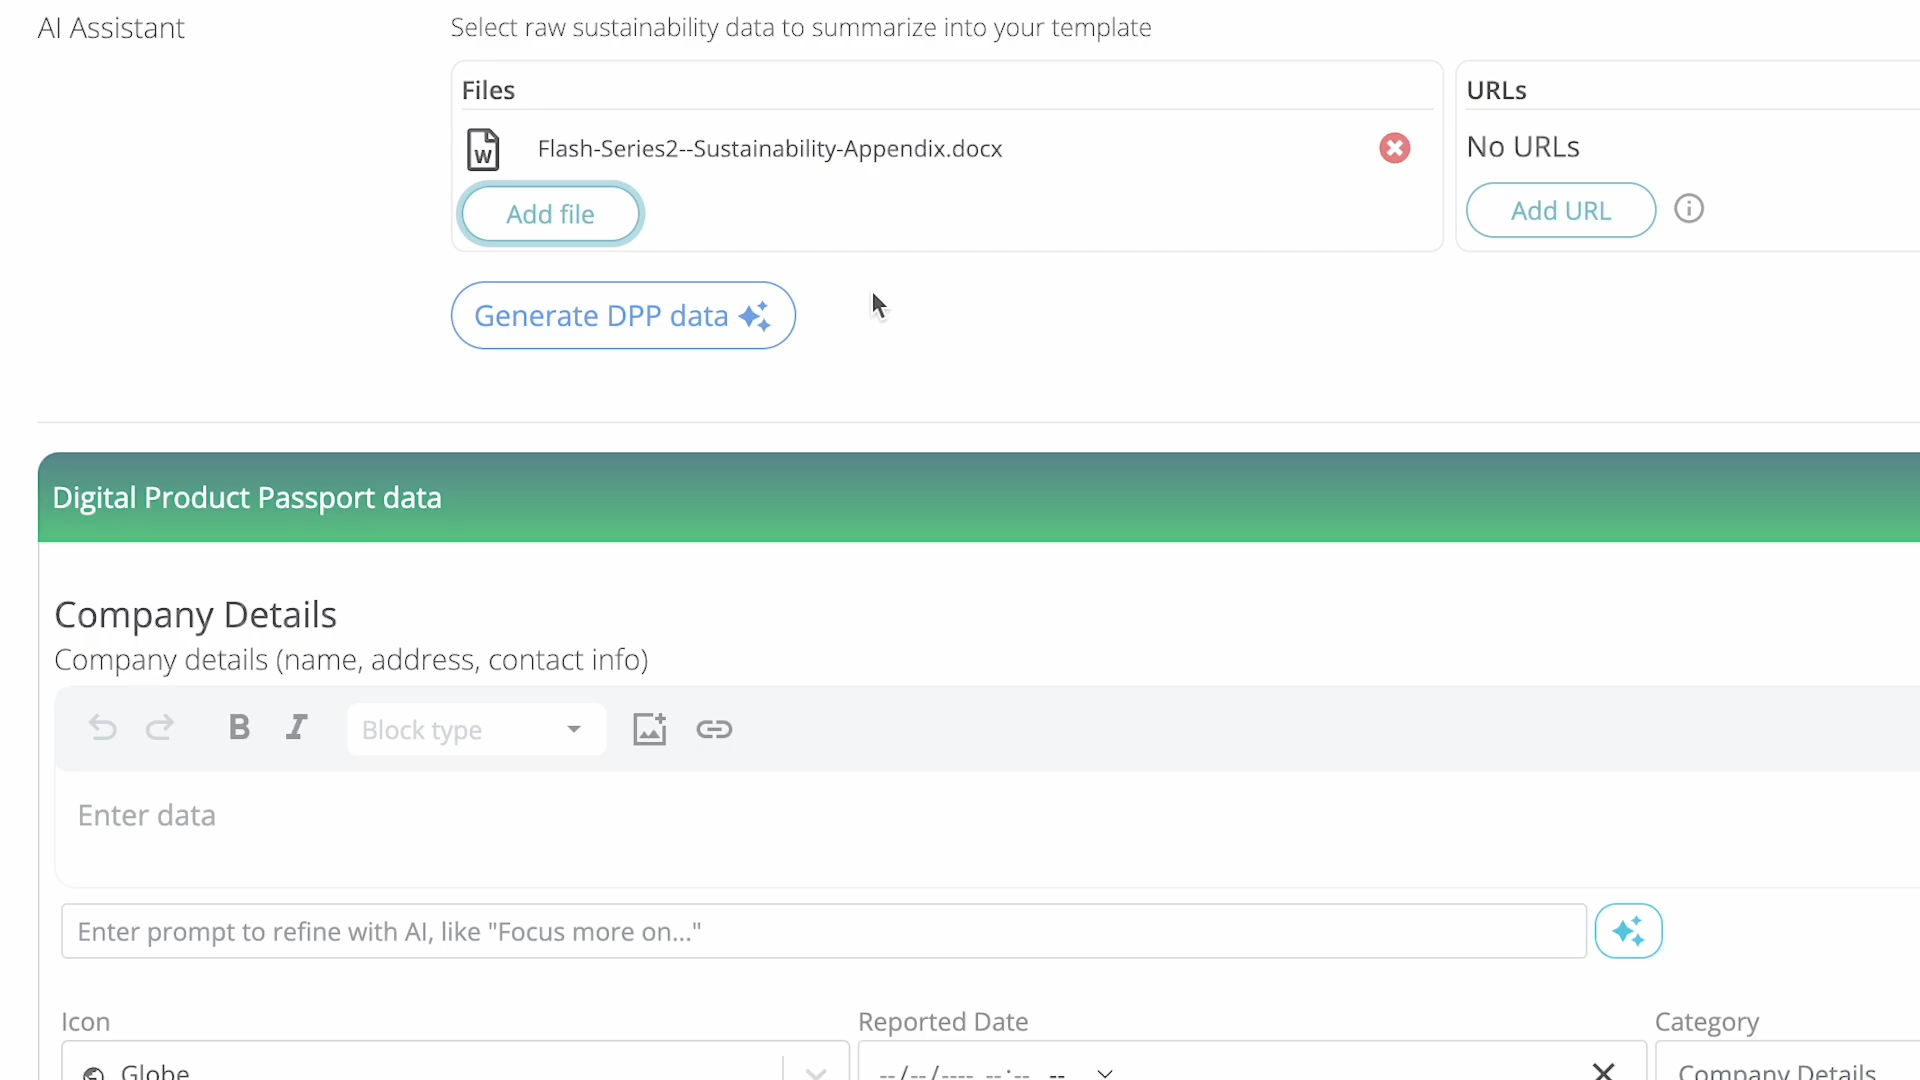 AI Assistant
Select raw sustainability data to summarize into your template
Files
URLs
W
Flash-Series2--Sustainability-Appendix.docx
No URLs
Add file
Add URL
Generate DPP data
Digital Product Passport data
Company Details
Company details (name, address, contact info)
B I Block type
Enter data
Enter prompt to refine with AI, like "Focus more on..."
Icon
Reported Date
Category
Globe
--/--/---- --:-- --
Company Details